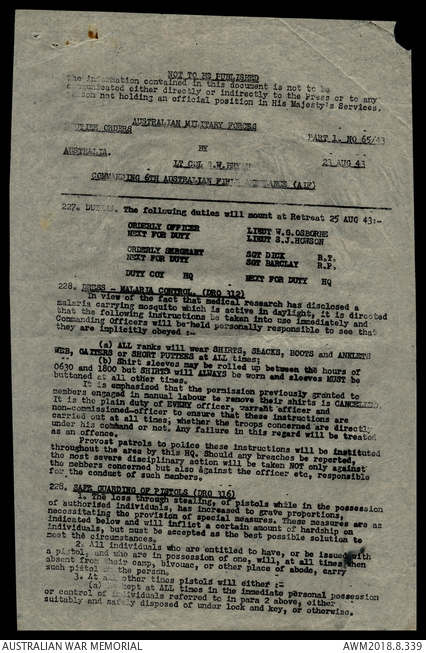 NOT TO BE PUBLISHED
The information contained in this document is not to be
communicated either directly or indirectly to the Press or to any
person not holding an official position in His Majesty's Services.
AUSTRALIAN MILITARY FORCES
ORDERS PART 1. NO 65/43
BY
AUSTRALIA. 23 AUG 43
LT COL
COMMANDING 6TH AUSTRALIAN FIELD AMBULANCE (AIF)
227. DUTIES. The following duties will mount at Retreat 25 AUG 43:-
ORDERLY OFFICER LIEUT W.G.OSBORNE
NEXT FOR DUTY LIEUT S.J.HOWSON
ORDERLY SERGEANT SGT DICK R.T.
NEXT FOR DUTY SGT BARCLAY R.P.
DUTY COY HQ NEXT FOR DUTY HQ
228. DRESS - MALARIA CONTROL. (DRO 312)
In view of the fact that medical research has disclosed a
malaria carrying mosquito which is active in daylight, it is directed
that the following instructions be taken into use immediately and
Commanding officers will be held personally responsible to see that
they are implicitly obeyed :-
(a) ALL ranks will wear SHIRTS, SLACKS, BOOTS and ANKLETS
WEB, GAITERS or SHORT PUTTEES at ALL times;
(b) Shirt sleeves may be rolled up between the hours of
0630 and 1800 but SHIRTS will ALWAYS be worn and sleeves MUST be
buttoned at all other times.
It is emphasised that the permission previously granted to
members engaged in manual labour to remove their shirts is CANCELLED.
It is the plain duty of EVERY officer, warrant officer and
non-commissioned-officer to ensure that these instructions are
carried out at all times, whether the troops concerned are directly
under his command or not. Any failure in this regard will be treated
as an offence.
Provost patrols to police these instructions will be instituted
throughout the area by this HQ. Should any breaches be reported
the most severe disciplinary action will be taken NOT only against
the members concerned but also against the officer etc, responsible
for the conduct of such members.
228. SAFE GUARDING OF PISTOLS (DRO 316)
1. The loss through stealing, of pistols while in the possession
of authorised individuals, has increased to grave proportions,
necessitating the provision of special measures. These measures are as
indicated below and will inflict a certain amount of hardship on
individuals, but must be accepted as the best possible solution to
meet the circumstances.
2. All individuals who are entitled to have, or be issued with
a pistol, and who are in possession of one, will, at all times when
absent from their camp, bivouac, or other place of abode, carry
such pistol on the person.
3. At all other times pistols will either :-
(a) kept at ALL times in the immediate personal possession
or control of individuals referred to in para 2 above, either
suitably and safely disposed of under lock and key, or otherwise.
AUSTRALIAN WAR MEMORIAL AWM2018.8.339